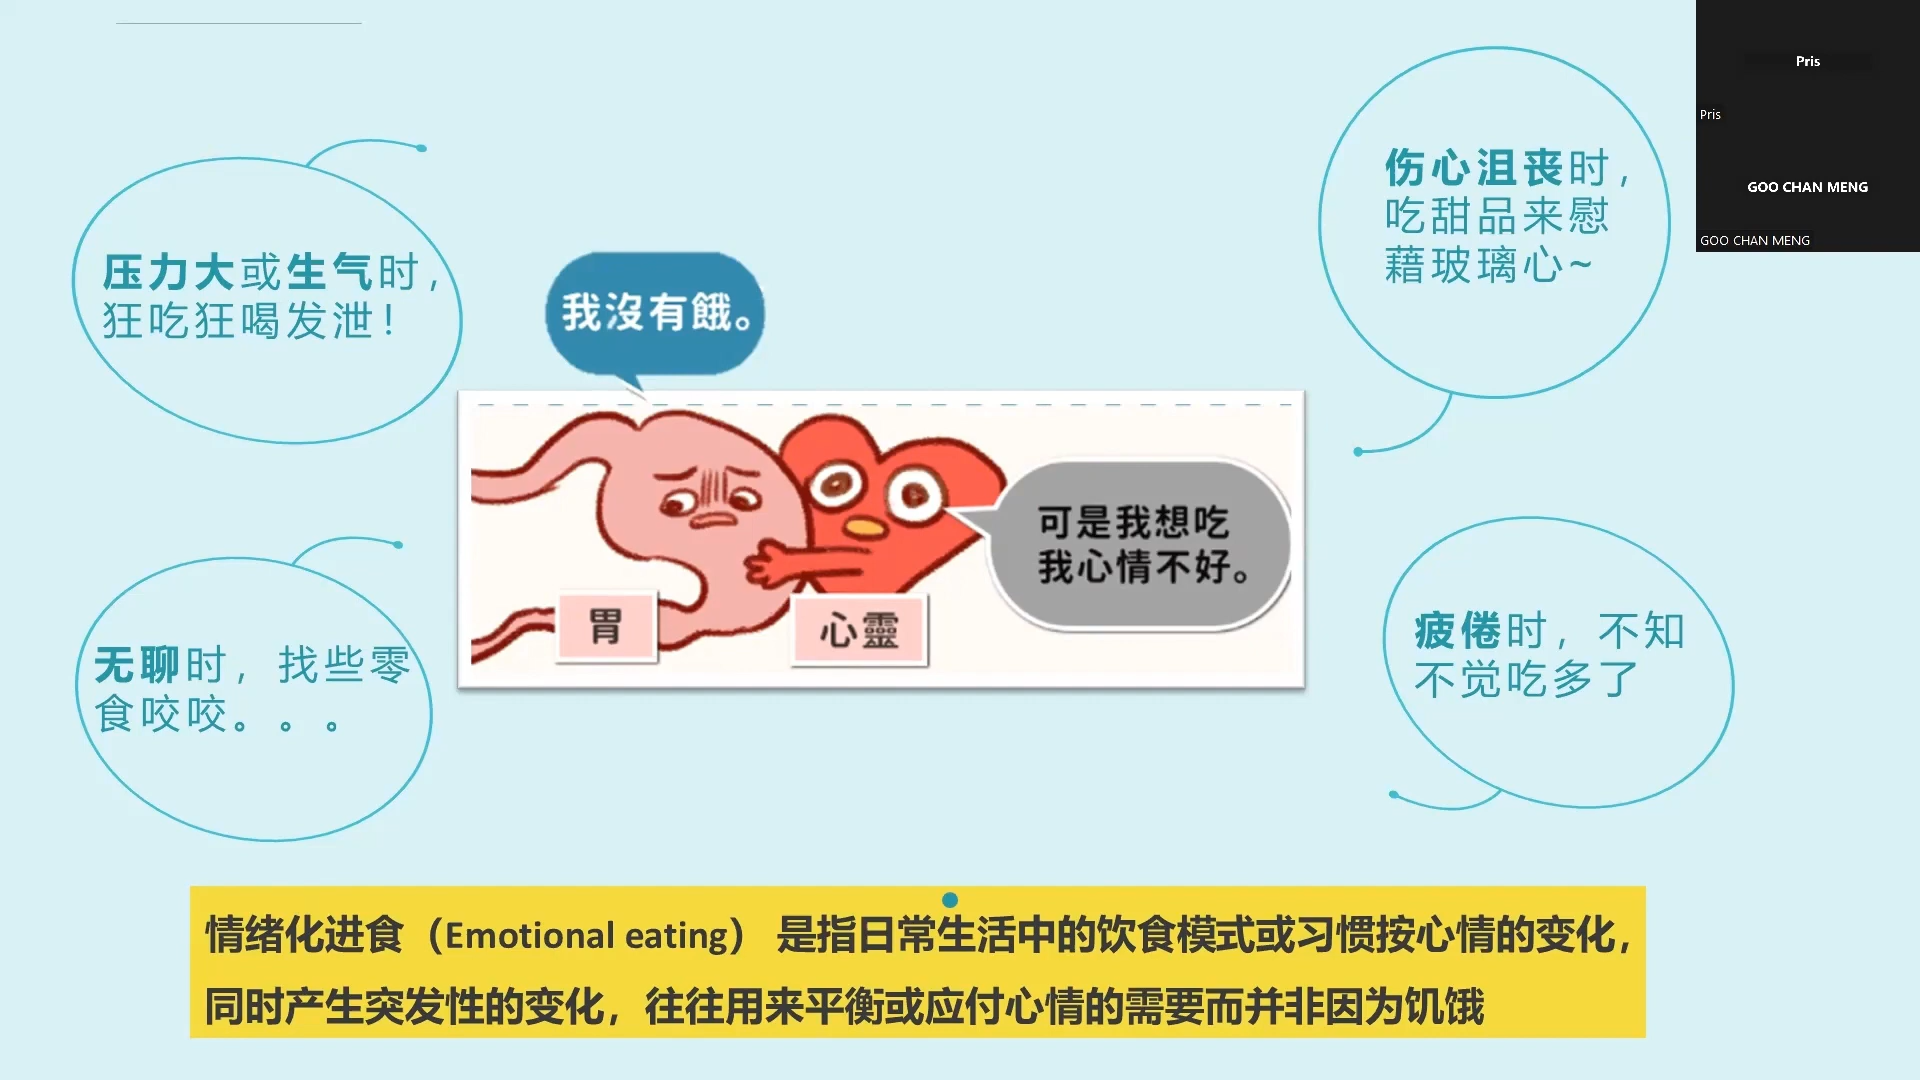 压力大或生气时，
狂吃狂喝发泄！
无聊时，找些零
食咬咬。。。
我沒有餓。
可是我想吃
我心情不好。
胃
心靈
伤心沮丧时，
吃甜品来慰
藉玻璃心~
疲倦时，不知
不觉吃多了
情绪化进食（Emotional eating） 是指日常生活中的饮食模式或习惯按心情的变化，
同时产生突发性的变化，往往用来平衡或应付心情的需要而并非因为饥饿
Pris
Pris
GOO CHAN MENG
GOO CHAN MENG